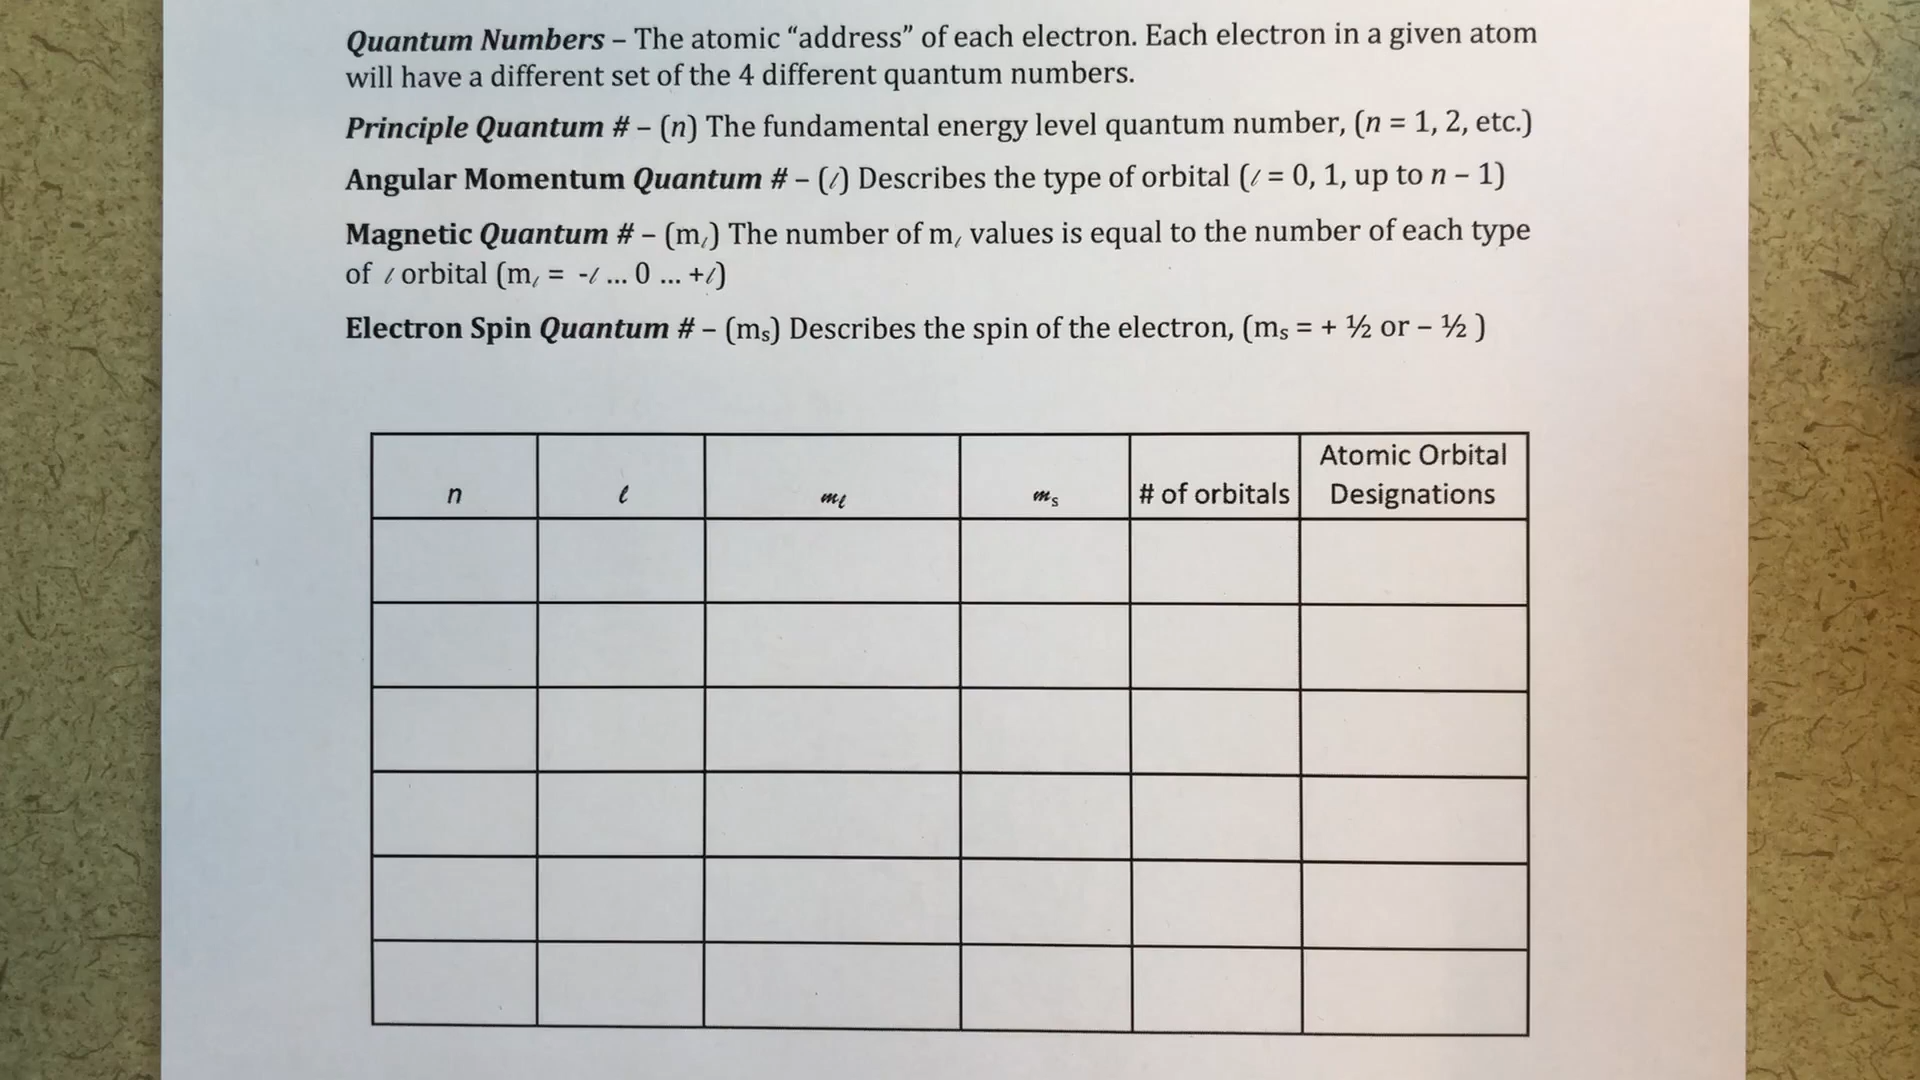 Quantum Numbers – The atomic “address” of each electron. Each electron in a given atom
will have a different set of the 4 different quantum numbers.
Principle Quantum # – (n) The fundamental energy level quantum number, (n = 1, 2, etc.)
Angular Momentum Quantum # – (ℓ) Describes the type of orbital (ℓ = 0, 1, up to n – 1)
Magnetic Quantum # – (mℓ) The number of mℓ values is equal to the number of each type
of ℓ orbital (mℓ = -ℓ ... 0 ... +ℓ)
Electron Spin Quantum # – (ms) Describes the spin of the electron, (ms = + ½ or – ½ )
Atomic Orbital
n ℓ mℓ ms # of orbitals Designations